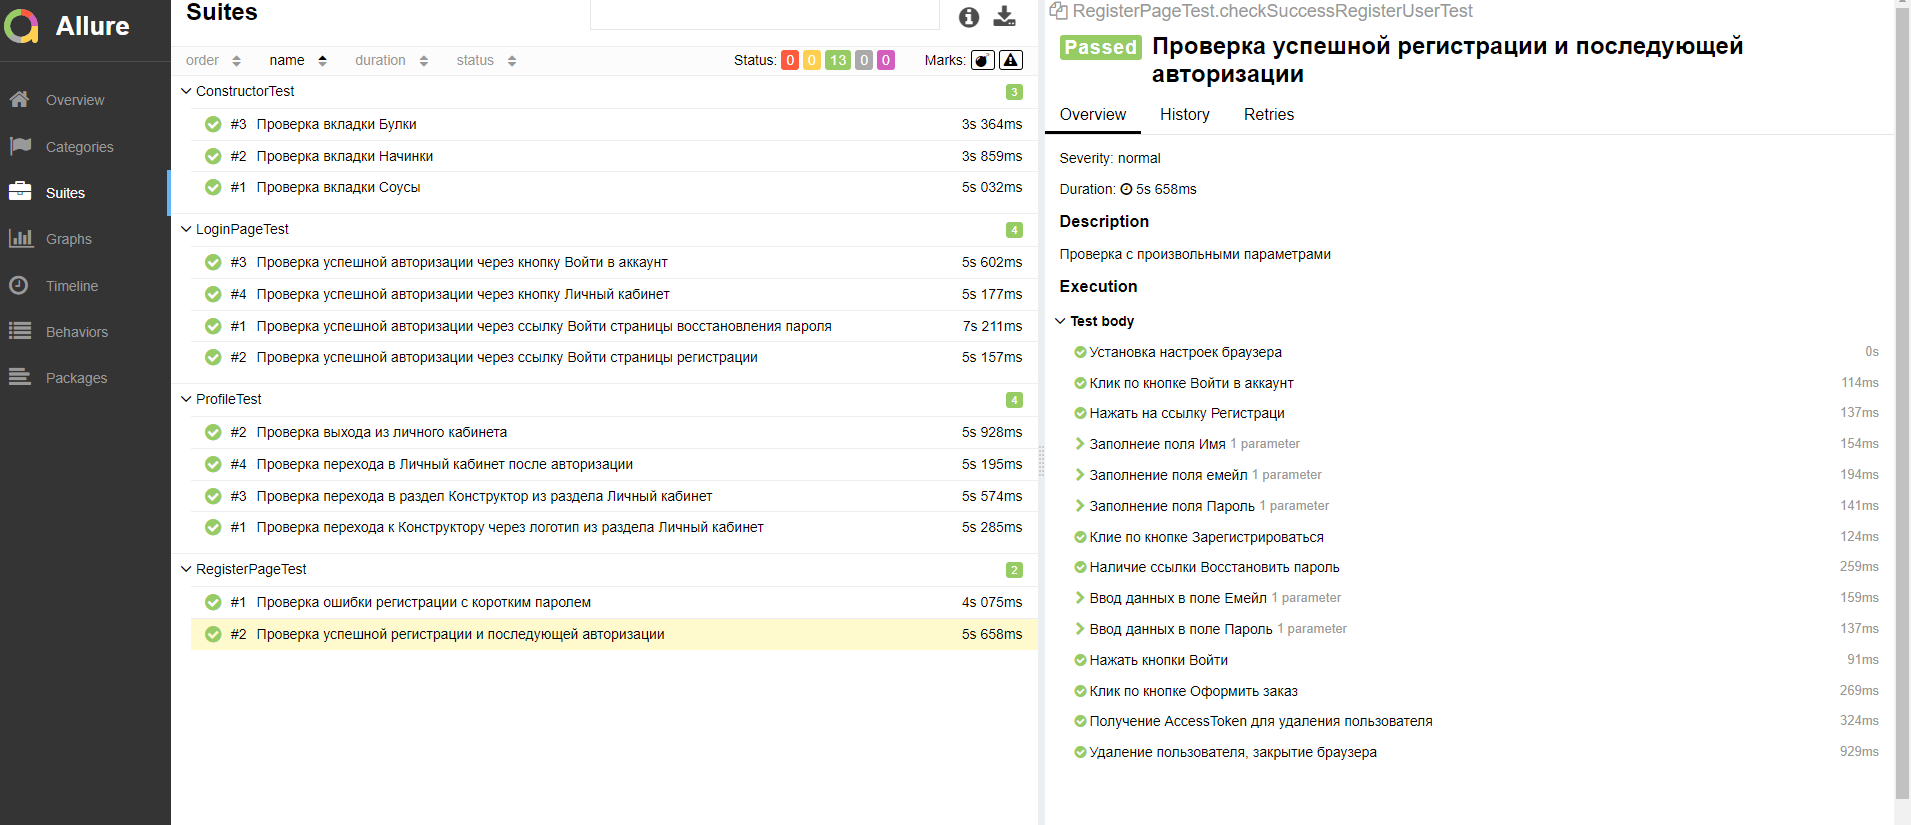 Allure
Overview
Categories
Suites
Graphs
Timeline
Behaviors
Packages
Suites
order name duration status Status: 0 0 13 0 0 Marks:
ConstructorTest 3
#3 Проверка вкладки Булки 3s 364ms
#2 Проверка вкладки Начинки 3s 859ms
#1 Проверка вкладки Соусы 5s 032ms
LoginPageTest 4
#3 Проверка успешной авторизации через кнопку Войти в аккаунт 5s 602ms
#4 Проверка успешной авторизации через кнопку Личный кабинет 5s 177ms
#1 Проверка успешной авторизации через ссылку Войти страницы восстановления пароля 7s 211ms
#2 Проверка успешной авторизации через ссылку Войти страницы регистрации 5s 157ms
ProfileTest 4
#2 Проверка выхода из личного кабинета 5s 928ms
#4 Проверка перехода в Личный кабинет после авторизации 5s 195ms
#3 Проверка перехода в раздел Конструктор из раздела Личный кабинет 5s 574ms
#1 Проверка перехода к Конструктору через логотип из раздела Личный кабинет 5s 285ms
RegisterPageTest 2
#1 Проверка ошибки регистрации с коротким паролем 4s 075ms
#2 Проверка успешной регистрации и последующей авторизации 5s 658ms
RegisterPageTest.checkSuccessRegisterUserTest
Passed Проверка успешной регистрации и последующей
авторизации
Overview History Retries
Severity: normal
Duration: 5s 658ms
Description
Проверка с произвольными параметрами
Execution
Test body
Установка настроек браузера 0s
Клик по кнопке Войти в аккаунт 114ms
Нажать на ссылку Регистраци 137ms
Заполнеие поля Имя 1 parameter 154ms
Заполнение поля емейл 1 parameter 194ms
Заполнение поля Пароль 1 parameter 141ms
Клие по кнопке Зарегистрироваться 124ms
Наличие ссылки Восстановить пароль 259ms
Ввод данных в поле Емейл 1 parameter 159ms
Ввод данных в поле Пароль 1 parameter 137ms
Нажать кнопки Войти 91ms
Клик по кнопке Оформить заказ 269ms
Получение AccessToken для удаления пользователя 324ms
Удаление пользователя, закрытие браузера 929ms